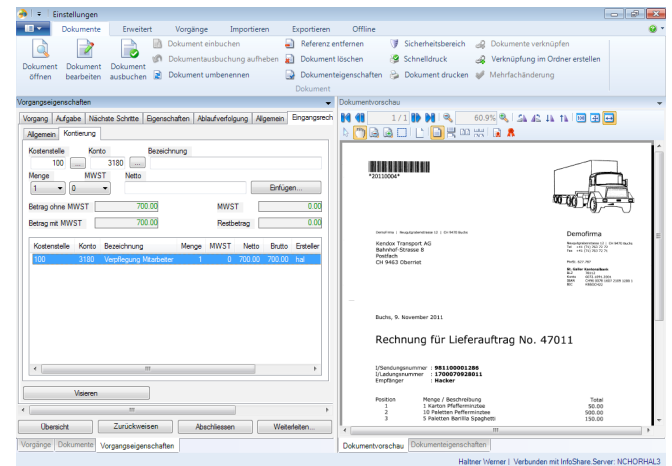 Einstellungen
Dokumente Erweitert Vorgänge Importieren Exportieren Offline
Dokument öffnen
Dokument bearbeiten
Dokument ausbuchen
Dokument einbuchen
Dokumentausbuchung aufheben
Dokument umbenennen
Referenz entfernen
Dokument löschen
Dokumenteigenschaften
Sicherheitsbereich
Schnelldruck
Dokument drucken
Dokumente verknüpfen
Verknüpfung im Ordner erstellen
Mehrfachänderung
Dokument
Vorgangseigenschaften
Vorgang Aufgabe Nächste Schritte Eigenschaften Ablaufverfolgung Allgemein Eingangsrech
Allgemein Kontierung
Kostenstelle Konto Bezeichnung
100 ... 3180 ...
Menge MWST Netto
1 0 Einfügen...
Betrag ohne MWST 700.00 MWST 0.00
Betrag mit MWST 700.00 Restbetrag 0.00
Kostenstelle Konto Bezeichnung Menge MWST Netto Brutto Ersteller
100 3180 Verpflegung Mitarbeiter 1 0 700.00 700.00 hal
Visieren
Übersicht Zurückweisen Abschliessen Weiterleiten...
Vorgänge Dokumente Vorgangseigenschaften
Dokumentvorschau
1 / 1 60.9%
*20110004*
Demofirma
Kendox Transport AG
Bahnhof-Strasse 8
Postfach
CH 9463 Oberriet
Buchs, 9. November 2011
Rechnung für Lieferauftrag No. 47011
I/Sendungsnummer : 981100001286
I/Ladungsnummer : 1700070928011
Empfänger : Hacker
Position Menge / Beschreibung Total
1 1 Karton Pfefferminztee 50.00
2 10 Paletten Pefferminztee 500.00
3 5 Paletten Barilla Spaghetti 150.00
Dokumentvorschau Dokumenteigenschaften
Haltner Werner | Verbunden mit InfoShare.Server: NCHORHAL3